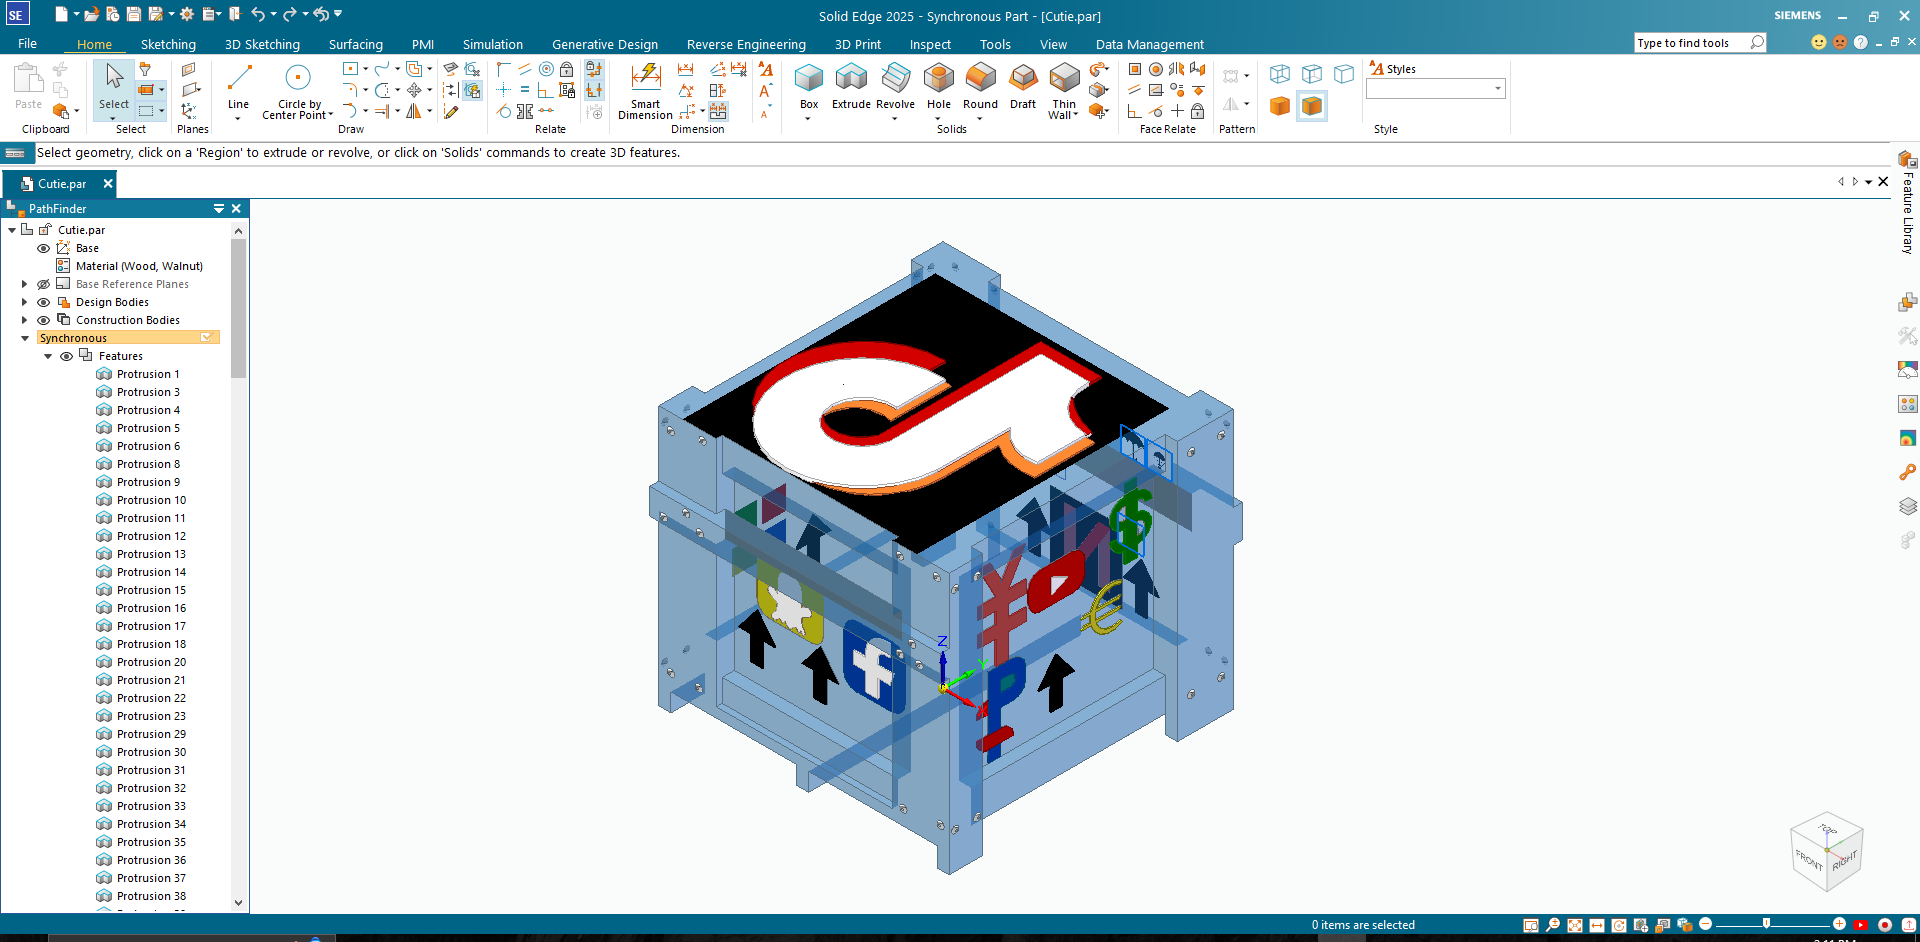 Solid Edge 2025 - Synchronous Part - [Cutie.par]
SIEMENS
SE
File Home Sketching 3D Sketching Surfacing PMI Simulation Generative Design Reverse Engineering 3D Print Inspect Tools View Data Management
Type to find tools
Paste
Select
Line
Circle by
Center Point
Smart
Dimension
Box Extrude Revolve Hole Round Draft Thin
Wall
Styles
Clipboard Select Planes Draw Relate Dimension Solids Face Relate Pattern Style
Select geometry, click on a 'Region' to extrude or revolve, or click on 'Solids' commands to create 3D features.
Cutie.par
PathFinder
Cutie.par
Base
Material (Wood, Walnut)
Base Reference Planes
Design Bodies
Construction Bodies
Synchronous
Features
Protrusion 1
Protrusion 3
Protrusion 4
Protrusion 5
Protrusion 6
Protrusion 8
Protrusion 9
Protrusion 10
Protrusion 11
Protrusion 12
Protrusion 13
Protrusion 14
Protrusion 15
Protrusion 16
Protrusion 17
Protrusion 18
Protrusion 20
Protrusion 21
Protrusion 22
Protrusion 23
Protrusion 29
Protrusion 30
Protrusion 31
Protrusion 32
Protrusion 33
Protrusion 34
Protrusion 35
Protrusion 36
Protrusion 37
Protrusion 38
Feature Library
$
¥
€
f
Z
Y
X
TOP
FRONT
RIGHT
0 items are selected